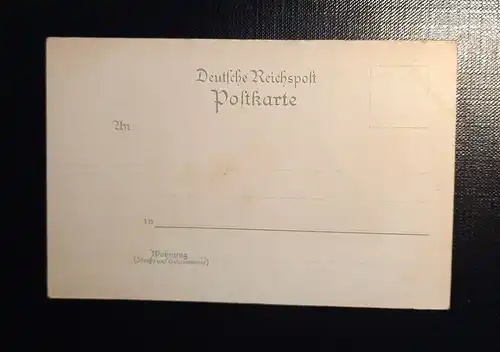 Deutsche Reichspost
Postkarte
An
in
Wohnung
(Straße und Hausnummer)